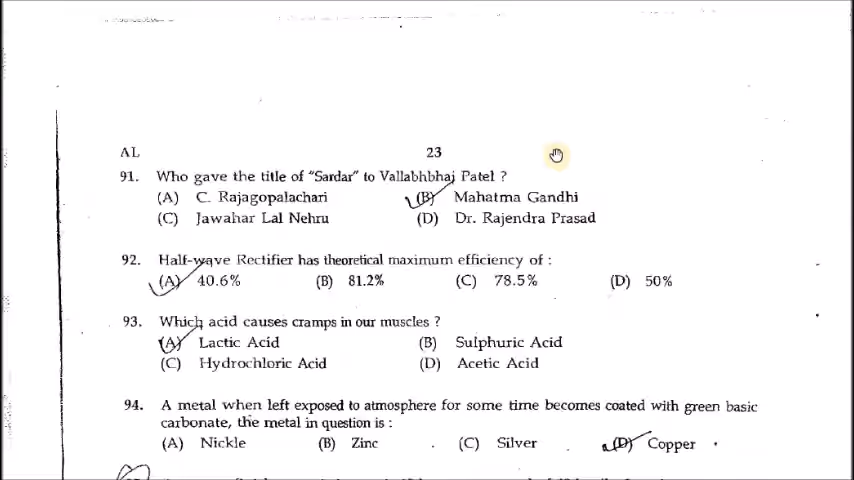 AL 23
91. Who gave the title of "Sardar" to Vallabhbhai Patel ?
(A) C. Rajagopalachari (B) Mahatma Gandhi
(C) Jawahar Lal Nehru (D) Dr. Rajendra Prasad
92. Half-wave Rectifier has theoretical maximum efficiency of :
(A) 40.6% (B) 81.2% (C) 78.5% (D) 50%
93. Which acid causes cramps in our muscles ?
(A) Lactic Acid (B) Sulphuric Acid
(C) Hydrochloric Acid (D) Acetic Acid
94. A metal when left exposed to atmosphere for some time becomes coated with green basic
carbonate, the metal in question is :
(A) Nickle (B) Zinc (C) Silver (D) Copper